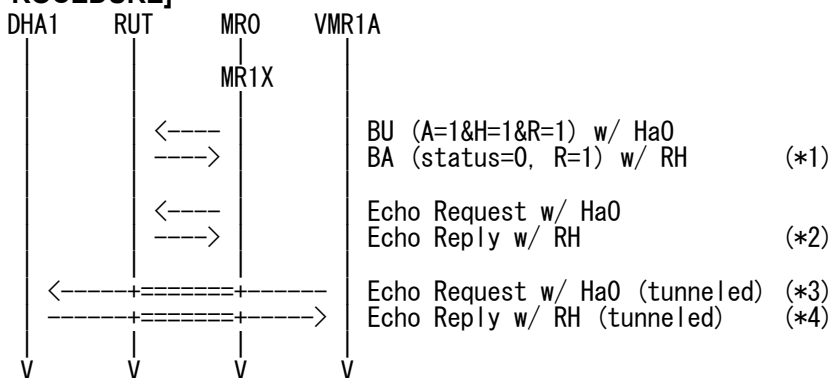 DHA1 RUT MR0 VMR1A
MR1X
<---- BU (A=1&H=1&R=1) w/ HaO
----> BA (status=0, R=1) w/ RH (*1)
<---- Echo Request w/ HaO
----> Echo Reply w/ RH (*2)
<-----+=======+------ Echo Request w/ HaO (tunneled) (*3)
------+=======+-----> Echo Reply w/ RH (tunneled) (*4)
V V V V